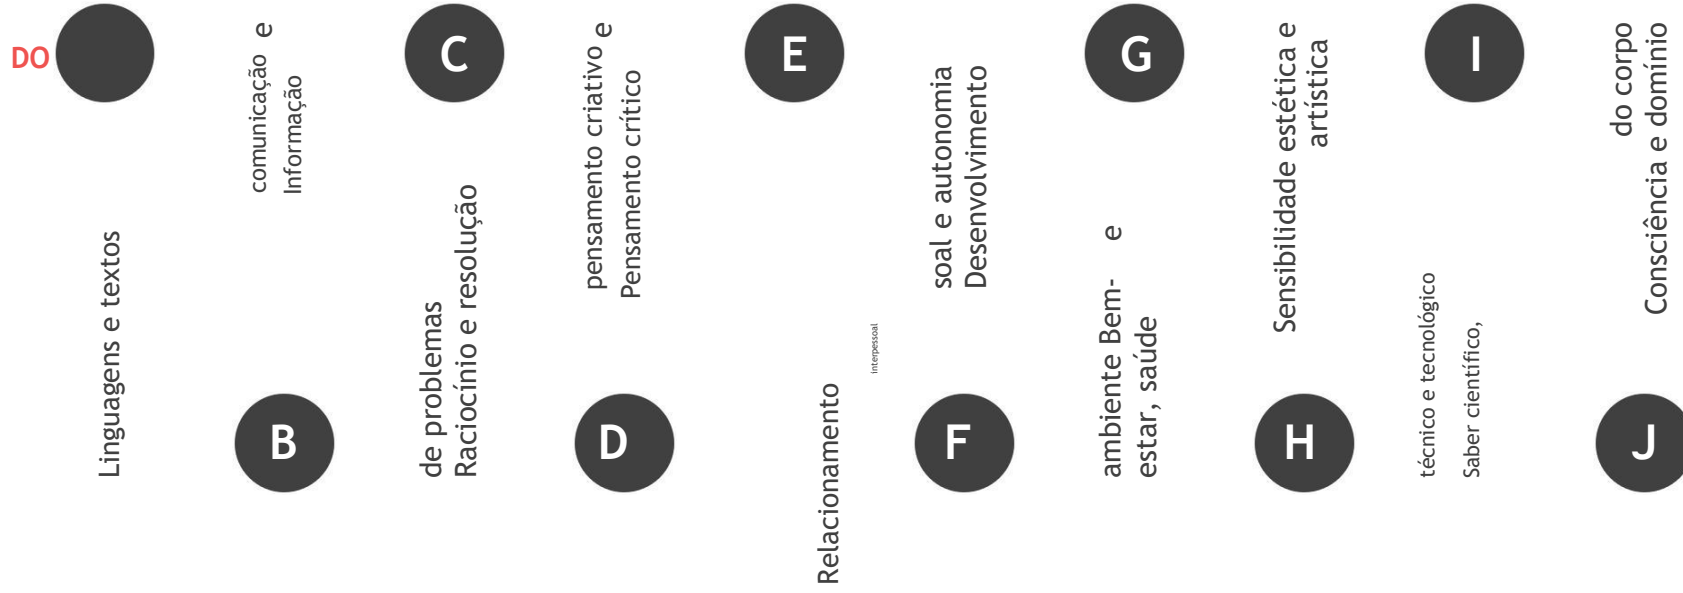 DO
Linguagens e textos
B
comunicação e
Informação
C
de problemas
Raciocínio e resolução
D
pensamento criativo e
Pensamento crítico
E
Relacionamento
interpessoal
F
soal e autonomia
Desenvolvimento
G
ambiente Bem- e
estar, saúde
H
Sensibilidade estética e
artística
I
técnico e tecnológico
Saber científico,
J
do corpo
Consciência e domínio